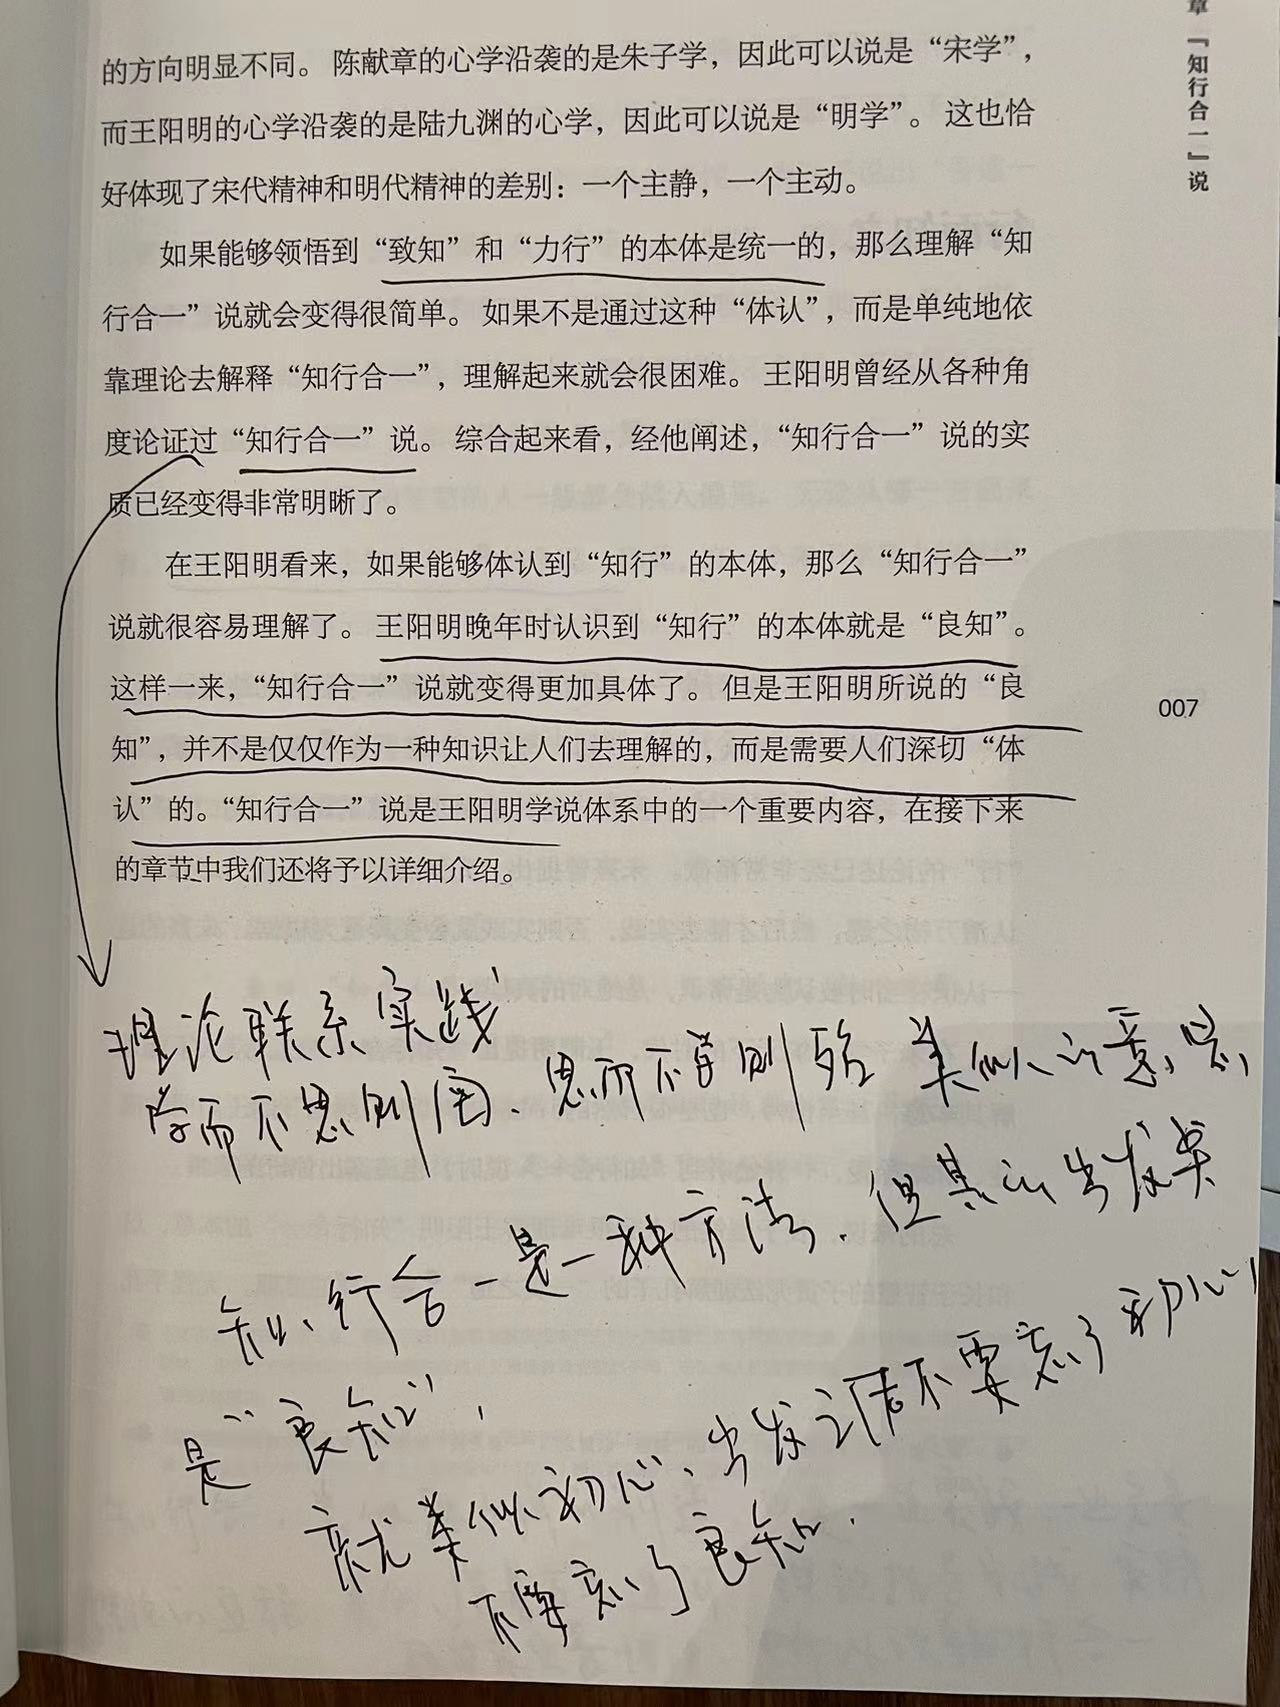 章 『知行合一』说
的方向明显不同。陈献章的心学沿袭的是朱子学，因此可以说是“宋学”，
而王阳明的心学沿袭的是陆九渊的心学，因此可以说是“明学”。这也恰
好体现了宋代精神和明代精神的差别：一个主静，一个主动。
如果能够领悟到“致知”和“力行”的本体是统一的，那么理解“知
行合一”说就会变得很简单。如果不是通过这种“体认”，而是单纯地依
靠理论去解释“知行合一”，理解起来就会很困难。王阳明曾经从各种角
度论证过“知行合一”说。综合起来看，经他阐述，“知行合一”说的实
质已经变得非常明晰了。
在王阳明看来，如果能够体认到“知行”的本体，那么“知行合一”
说就很容易理解了。王阳明晚年时认识到“知行”的本体就是“良知”。
这样一来，“知行合一”说就变得更加具体了。但是王阳明所说的“良
知”，并不是仅仅作为一种知识让人们去理解的，而是需要人们深切“体
认”的。“知行合一”说是王阳明学说体系中的一个重要内容，在接下来
的章节中我们还将予以详细介绍。
007
理论联系实践
学而不思则罔、思而不学则殆 类似的意思，
知、行合一是一种方法，但其的出发点
是“良知”，
就类似初心、出发之后不要忘了初心，
不要忘了良知.